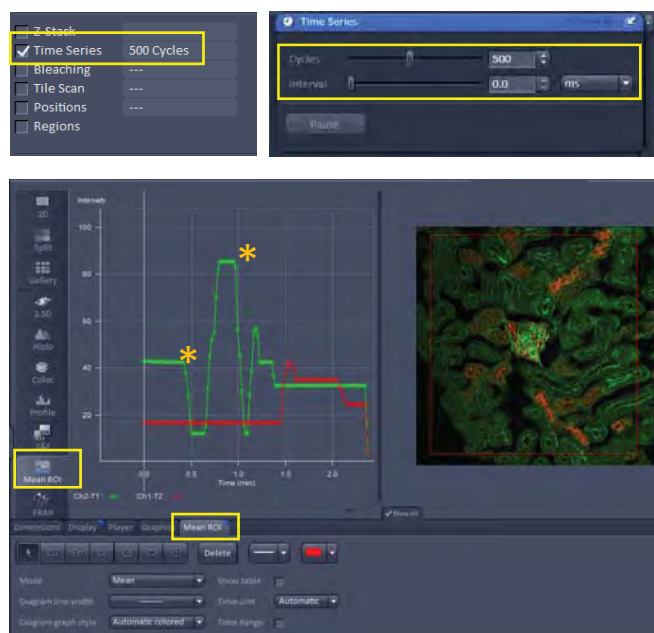 Z-Stack
Time Series 500 Cycles
Bleaching ---
Tile Scan ---
Positions ---
Regions
Time Series
Cycles 500
Interval 0.0 ms
Pause
2D
Split
Gallery
2.5D
Histo
Color
Profile
Mean ROI
FRAP
Intensity
100
80
60
40
20
0.0 0.5 1.0 1.5 2.0
Time (min)
Ch2-T1 Ch1-T2
*
*
Show All
Dimensions Display Player Graphics Mean ROI
Delete
Mode Mean Show table
Diagram line width Time unit Automatic
Diagram graph style Automatic colored Time Range